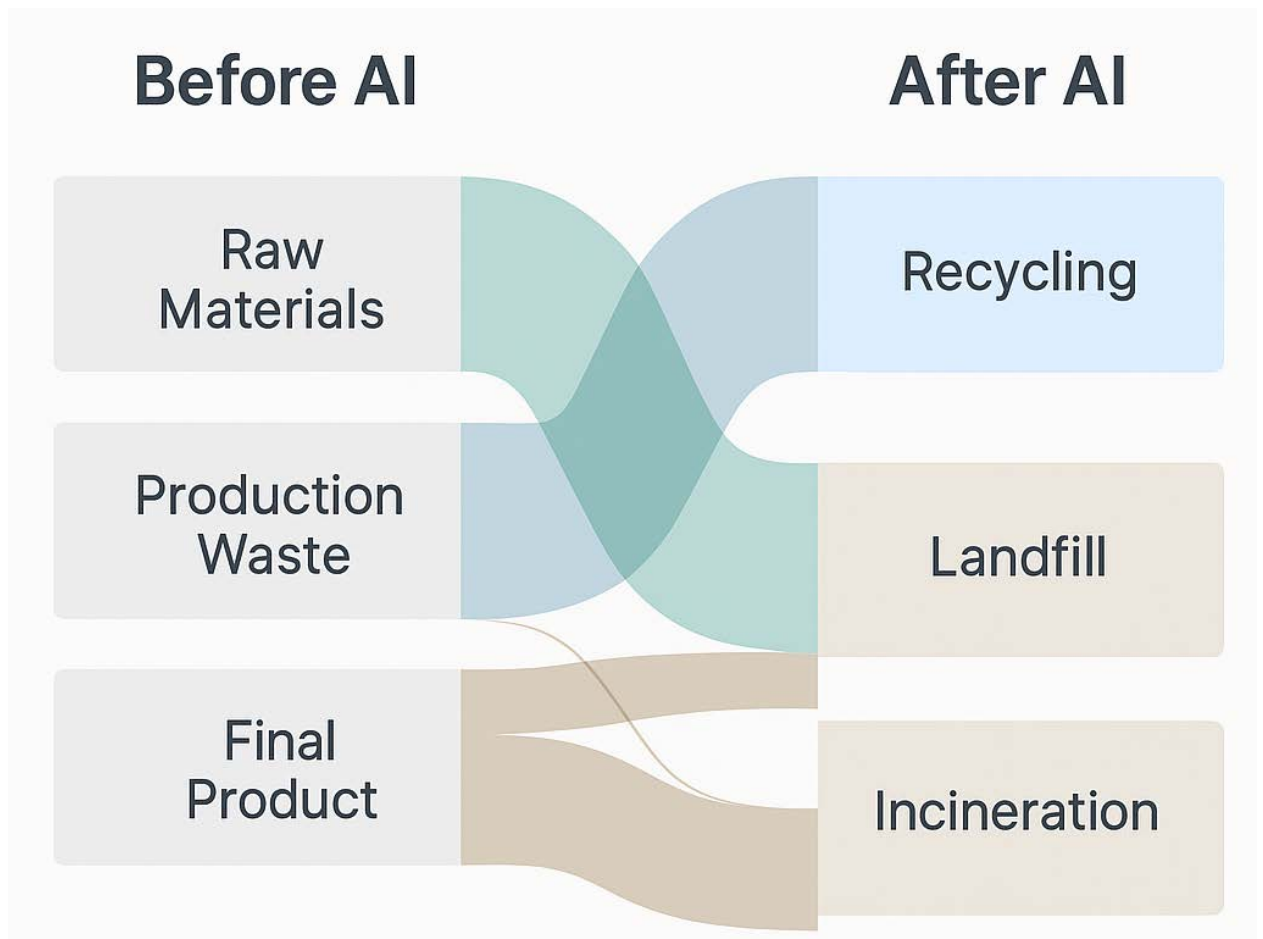 Before AI
After AI
Raw
Materials
Production
Waste
Final
Product
Recycling
Landfill
Incineration